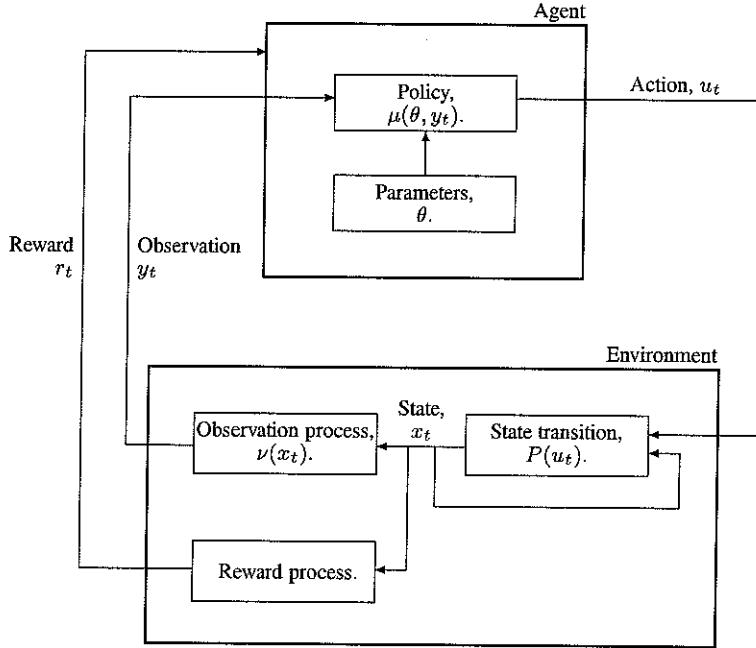 Agent
Policy,
μ(θ, y_t).
Action, u_t
Parameters,
θ.
Reward
r_t
Observation
y_t
Environment
Observation process,
ν(x_t).
State,
x_t
State transition,
P(u_t).
Reward process.